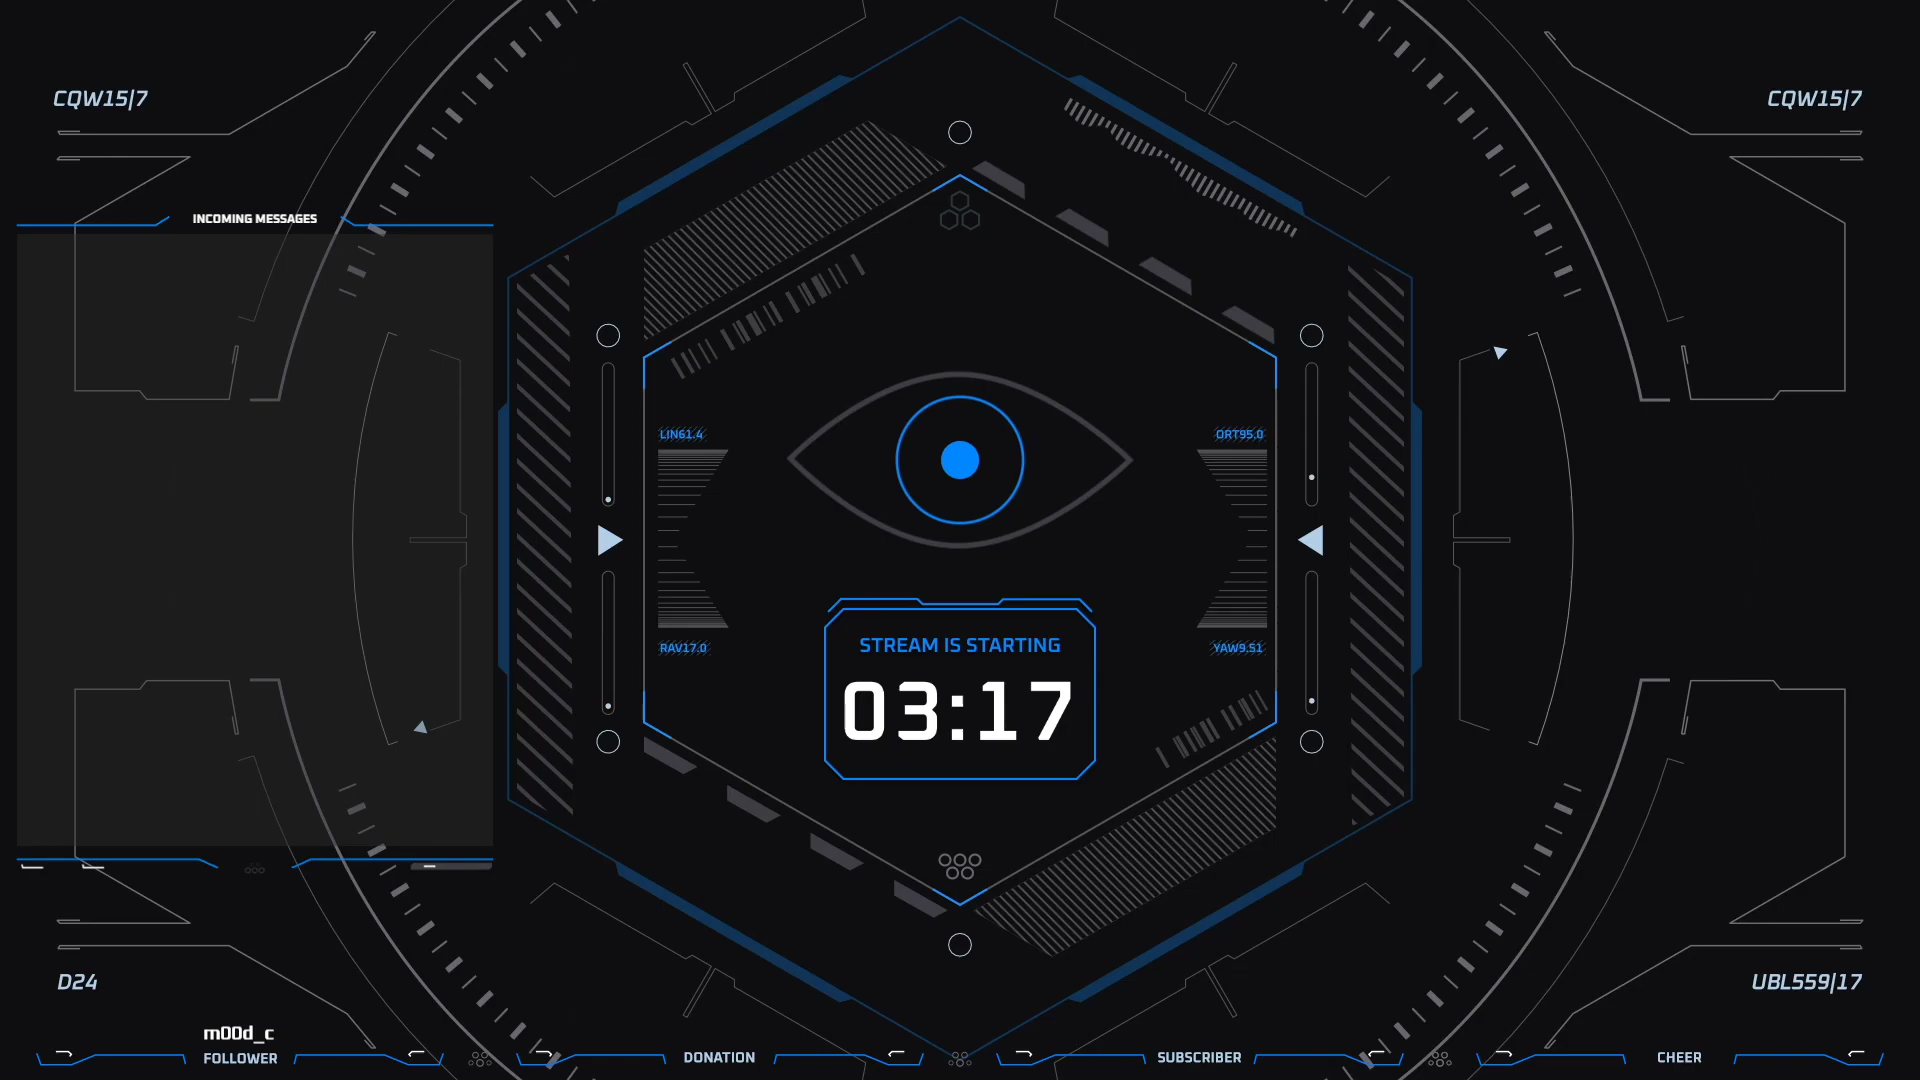 CQW15|7
CQW15|7
INCOMING MESSAGES
LIN61.4
ORT95.0
RAV17.0
YAW9.51
STREAM IS STARTING
03:17
D24
UBL559|17
m00d_c
FOLLOWER
DONATION
SUBSCRIBER
CHEER